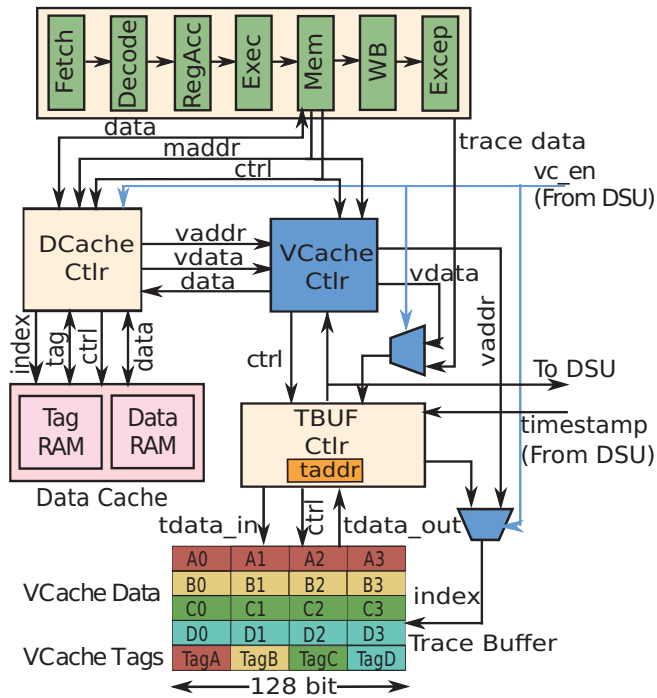 Fetch
Decode
RegAcc
Exec
Mem
WB
Excep
data
maddr
ctrl
trace data
vc_en
(From DSU)
DCache
Ctlr
vaddr
vdata
data
VCache
Ctlr
vdata
vaddr
index
tag
ctrl
data
ctrl
To DSU
Tag
RAM
Data
RAM
Data Cache
TBUF
Ctlr
taddr
timestamp
(From DSU)
tdata_in
ctrl
tdata_out
VCache Data
A0 A1 A2 A3
B0 B1 B2 B3
C0 C1 C2 C3
D0 D1 D2 D3
index
Trace Buffer
VCache Tags
TagA TagB TagC TagD
128 bit